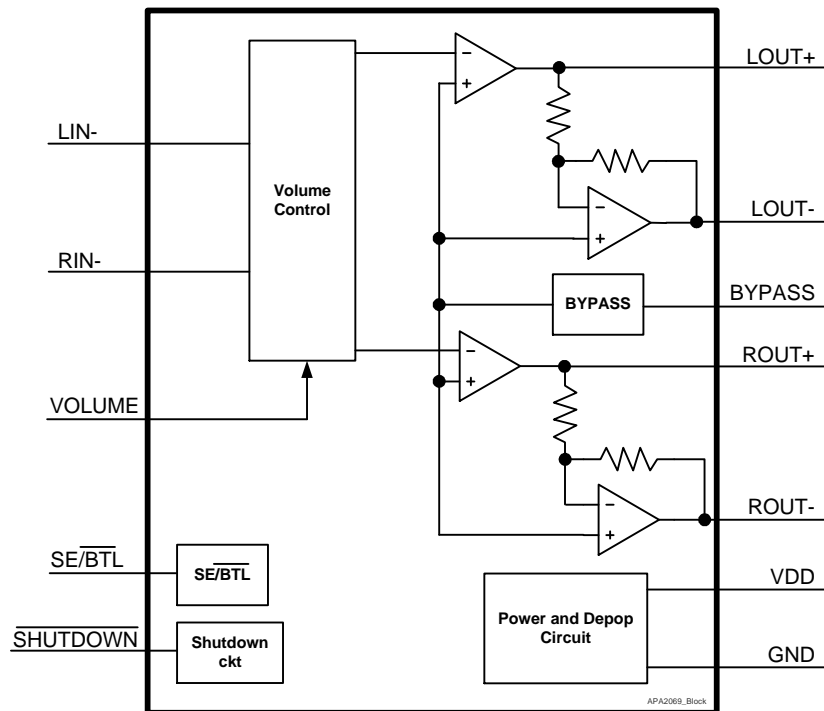 LIN-
RIN-
VOLUME
SE/BTL
SHUTDOWN
Volume
Control
SE/BTL
Shutdown
ckt
−
+
−
+
BYPASS
−
+
−
+
Power and Depop
Circuit
LOUT+
LOUT-
BYPASS
ROUT+
ROUT-
VDD
GND
APA2069_Block